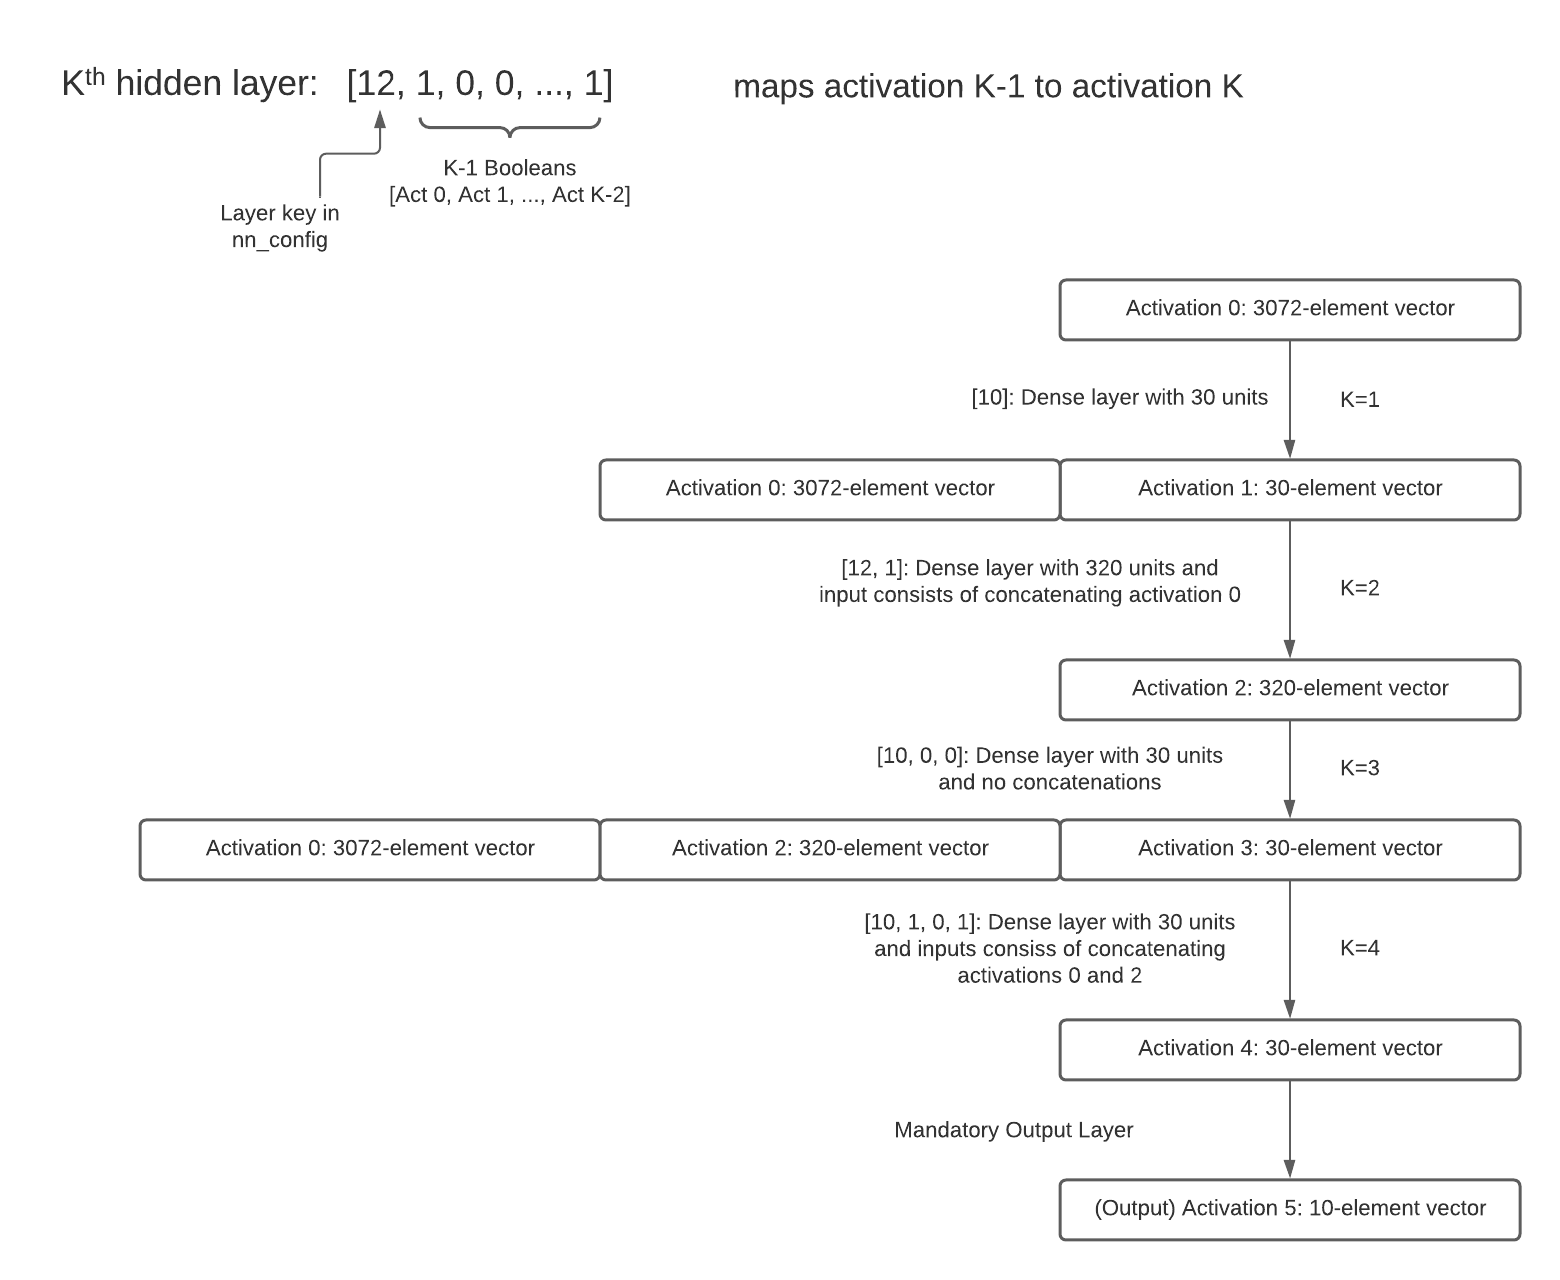 Kth hidden layer: [12, 1, 0, 0, ..., 1]
maps activation K-1 to activation K
K-1 Booleans
[Act 0, Act 1, ..., Act K-2]
Layer key in
nn_config
Activation 0: 3072-element vector
[10]: Dense layer with 30 units
K=1
Activation 0: 3072-element vector
Activation 1: 30-element vector
[12, 1]: Dense layer with 320 units and
input consists of concatenating activation 0
K=2
Activation 2: 320-element vector
[10, 0, 0]: Dense layer with 30 units
and no concatenations
K=3
Activation 0: 3072-element vector
Activation 2: 320-element vector
Activation 3: 30-element vector
[10, 1, 0, 1]: Dense layer with 30 units
and inputs consiss of concatenating
activations 0 and 2
K=4
Activation 4: 30-element vector
Mandatory Output Layer
(Output) Activation 5: 10-element vector